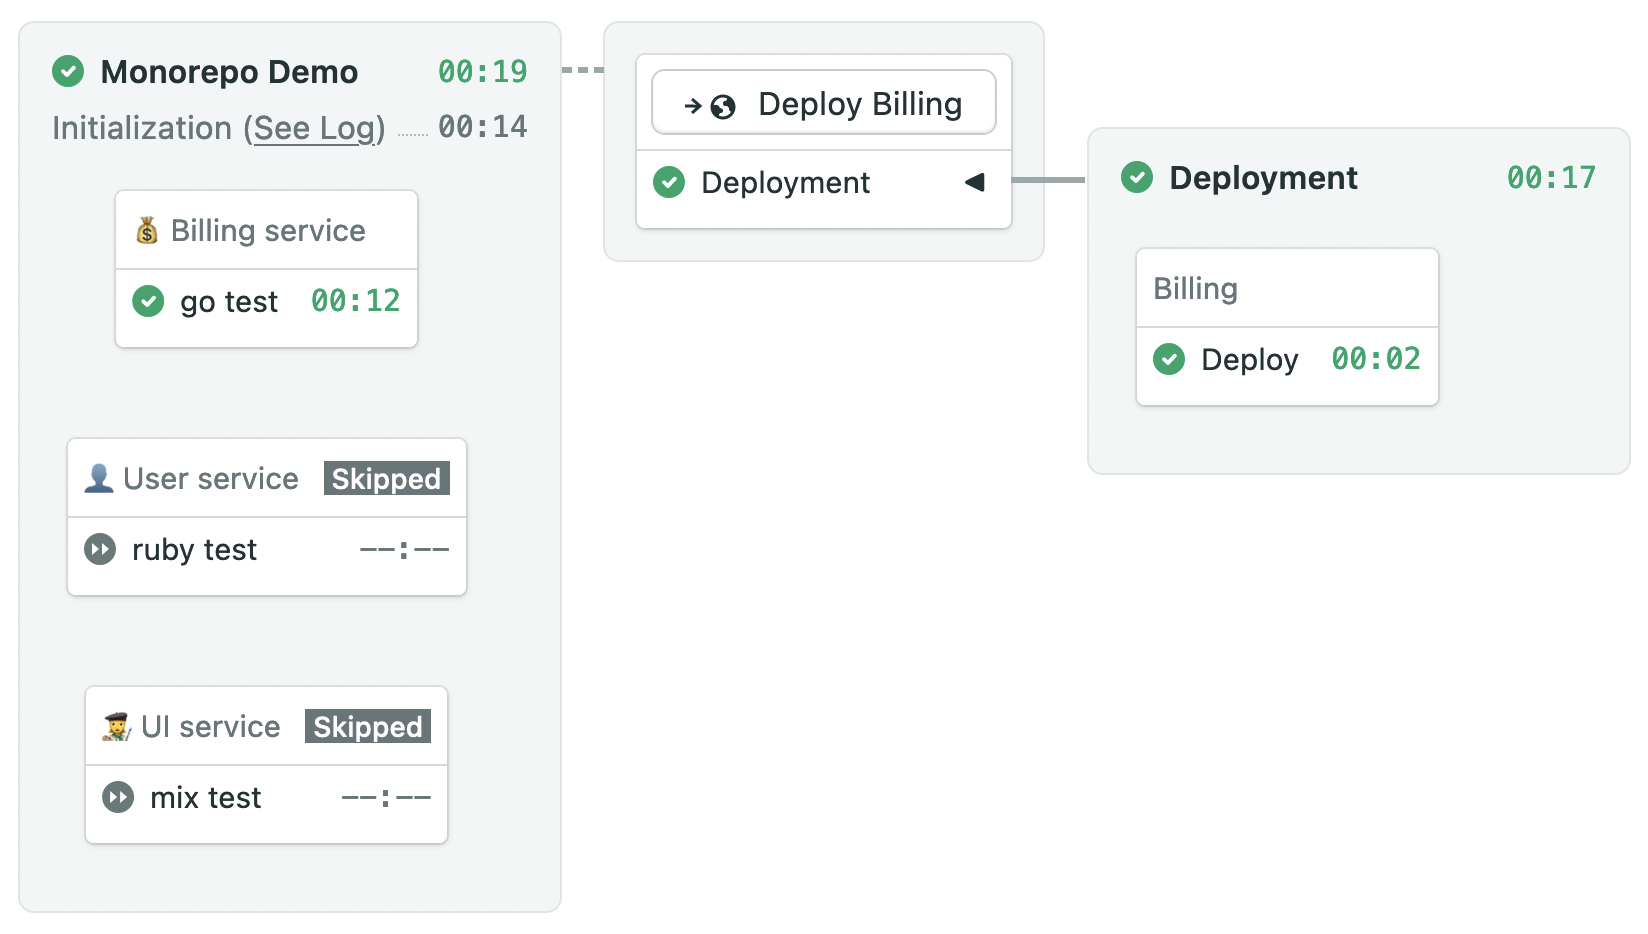 Monorepo Demo 00:19
Initialization (See Log) 00:14
Billing service
go test 00:12
User service Skipped
ruby test --:--
UI service Skipped
mix test --:--
Deploy Billing
Deployment
Deployment 00:17
Billing
Deploy 00:02